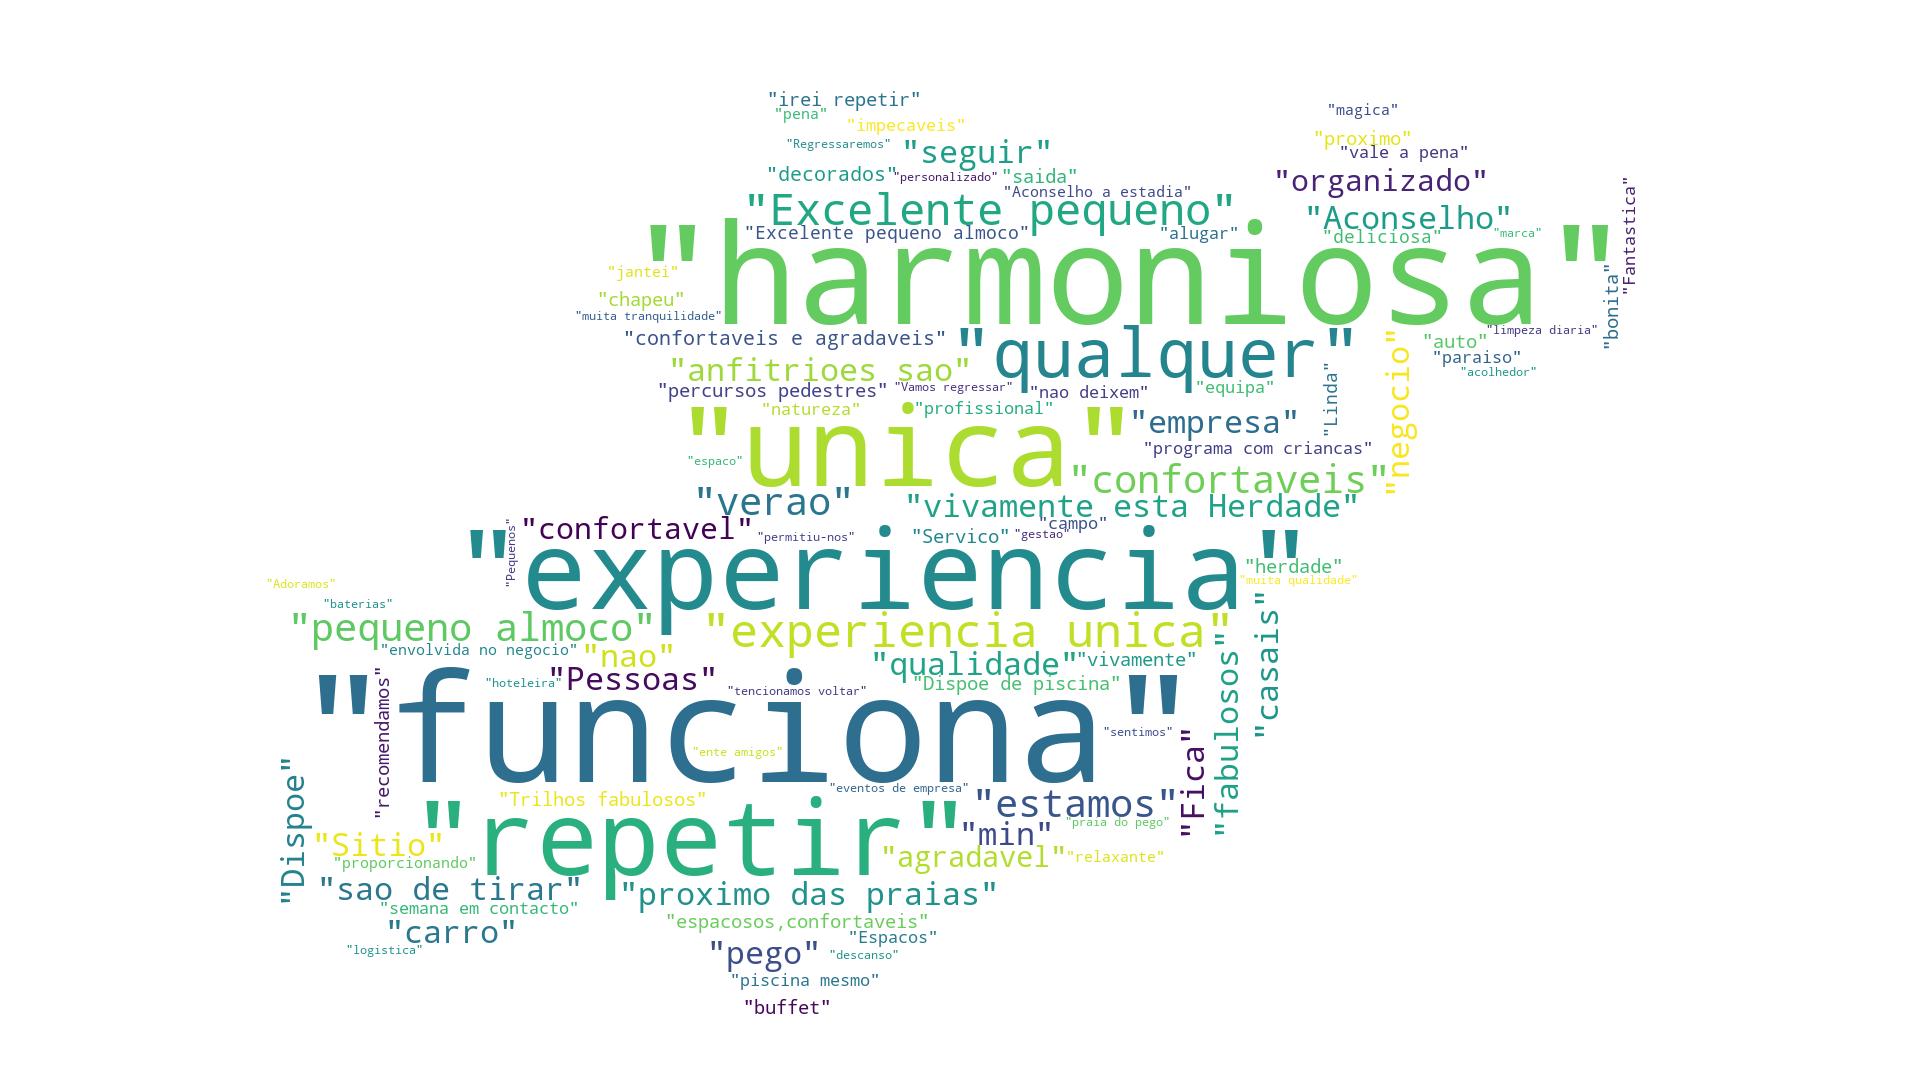 "irei repetir"
"pena"
"magica"
"impecaveis"
"proximo"
"Regressaremos"
"seguir"
"vale a pena"
"decorados"
"personalizado"
"saida"
"organizado"
"Aconselho a estadia"
"Excelente pequeno"
"Aconselho"
"Fantastica"
"Excelente pequeno almoco"
"alugar"
"deliciosa"
"marca"
"harmoniosa"
"jantei"
"chapeu"
"bonita"
"muita tranquilidade"
"limpeza diaria"
"confortaveis e agradaveis"
"qualquer"
"auto"
"paraiso"
"anfitrioes sao"
"acolhedor"
"percursos pedestres"
"Vamos regressar"
"nao deixem"
"equipa"
"Linda"
"negocio"
"natureza"
"profissional"
"empresa"
"unica"
"programa com criancas"
"espaco"
"confortaveis"
"verao"
"vivamente esta Herdade"
"confortavel"
"campo"
"permitiu-nos"
"Servico"
"gestao"
"Pequenos"
"experiencia"
"herdade"
"muita qualidade"
"Adoramos"
"baterias"
"pequeno almoco"
"experiencia unica"
"casais"
"envolvida no negocio"
"nao"
"qualidade"
"vivamente"
"hoteleira"
"Pessoas"
"tencionamos voltar"
"Dispoe de piscina"
"fabulosos"
"recomendamos"
"funciona"
"sentimos"
"ente amigos"
"Fica"
"eventos de empresa"
"Trilhos fabulosos"
"estamos"
"Dispoe"
"Sitio"
"repetir"
"min"
"praia do pego"
"proporcionando"
"agradavel"
"relaxante"
"sao de tirar"
"proximo das praias"
"semana em contacto"
"espacosos,confortaveis"
"carro"
"Espacos"
"logistica"
"pego"
"descanso"
"piscina mesmo"
"buffet"